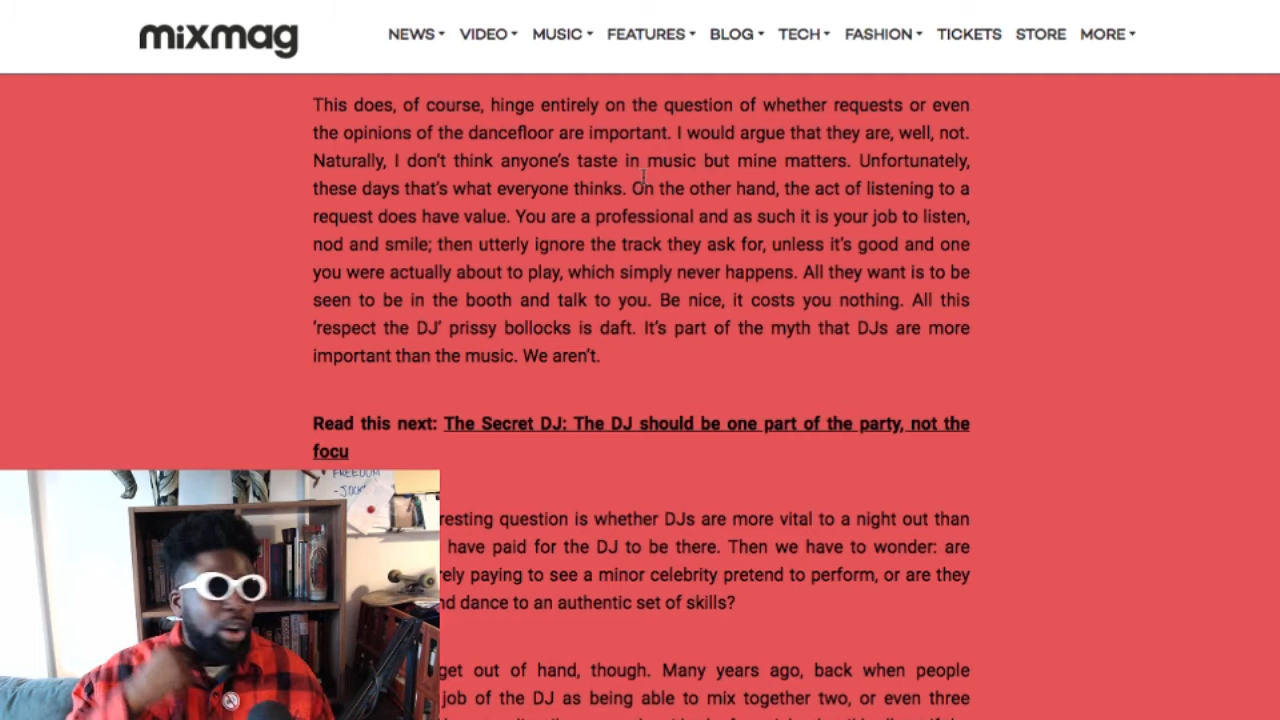 mixmag
NEWS VIDEO MUSIC FEATURES BLOG TECH FASHION TICKETS STORE MORE
This does, of course, hinge entirely on the question of whether requests or even
the opinions of the dancefloor are important. I would argue that they are, well, not.
Naturally, I don't think anyone's taste in music but mine matters. Unfortunately,
these days that's what everyone thinks. On the other hand, the act of listening to a
request does have value. You are a professional and as such it is your job to listen,
nod and smile; then utterly ignore the track they ask for, unless it's good and one
you were actually about to play, which simply never happens. All they want is to be
seen to be in the booth and talk to you. Be nice, it costs you nothing. All this
'respect the DJ' prissy bollocks is daft. It's part of the myth that DJs are more
important than the music. We aren't.
Read this next: The Secret DJ: The DJ should be one part of the party, not the
focu
FREEDOM
resting question is whether DJs are more vital to a night out than
have paid for the DJ to be there. Then we have to wonder: are
rely paying to see a minor celebrity pretend to perform, or are they
nd dance to an authentic set of skills?
get out of hand, though. Many years ago, back when people
job of the DJ as being able to mix together two, or even three